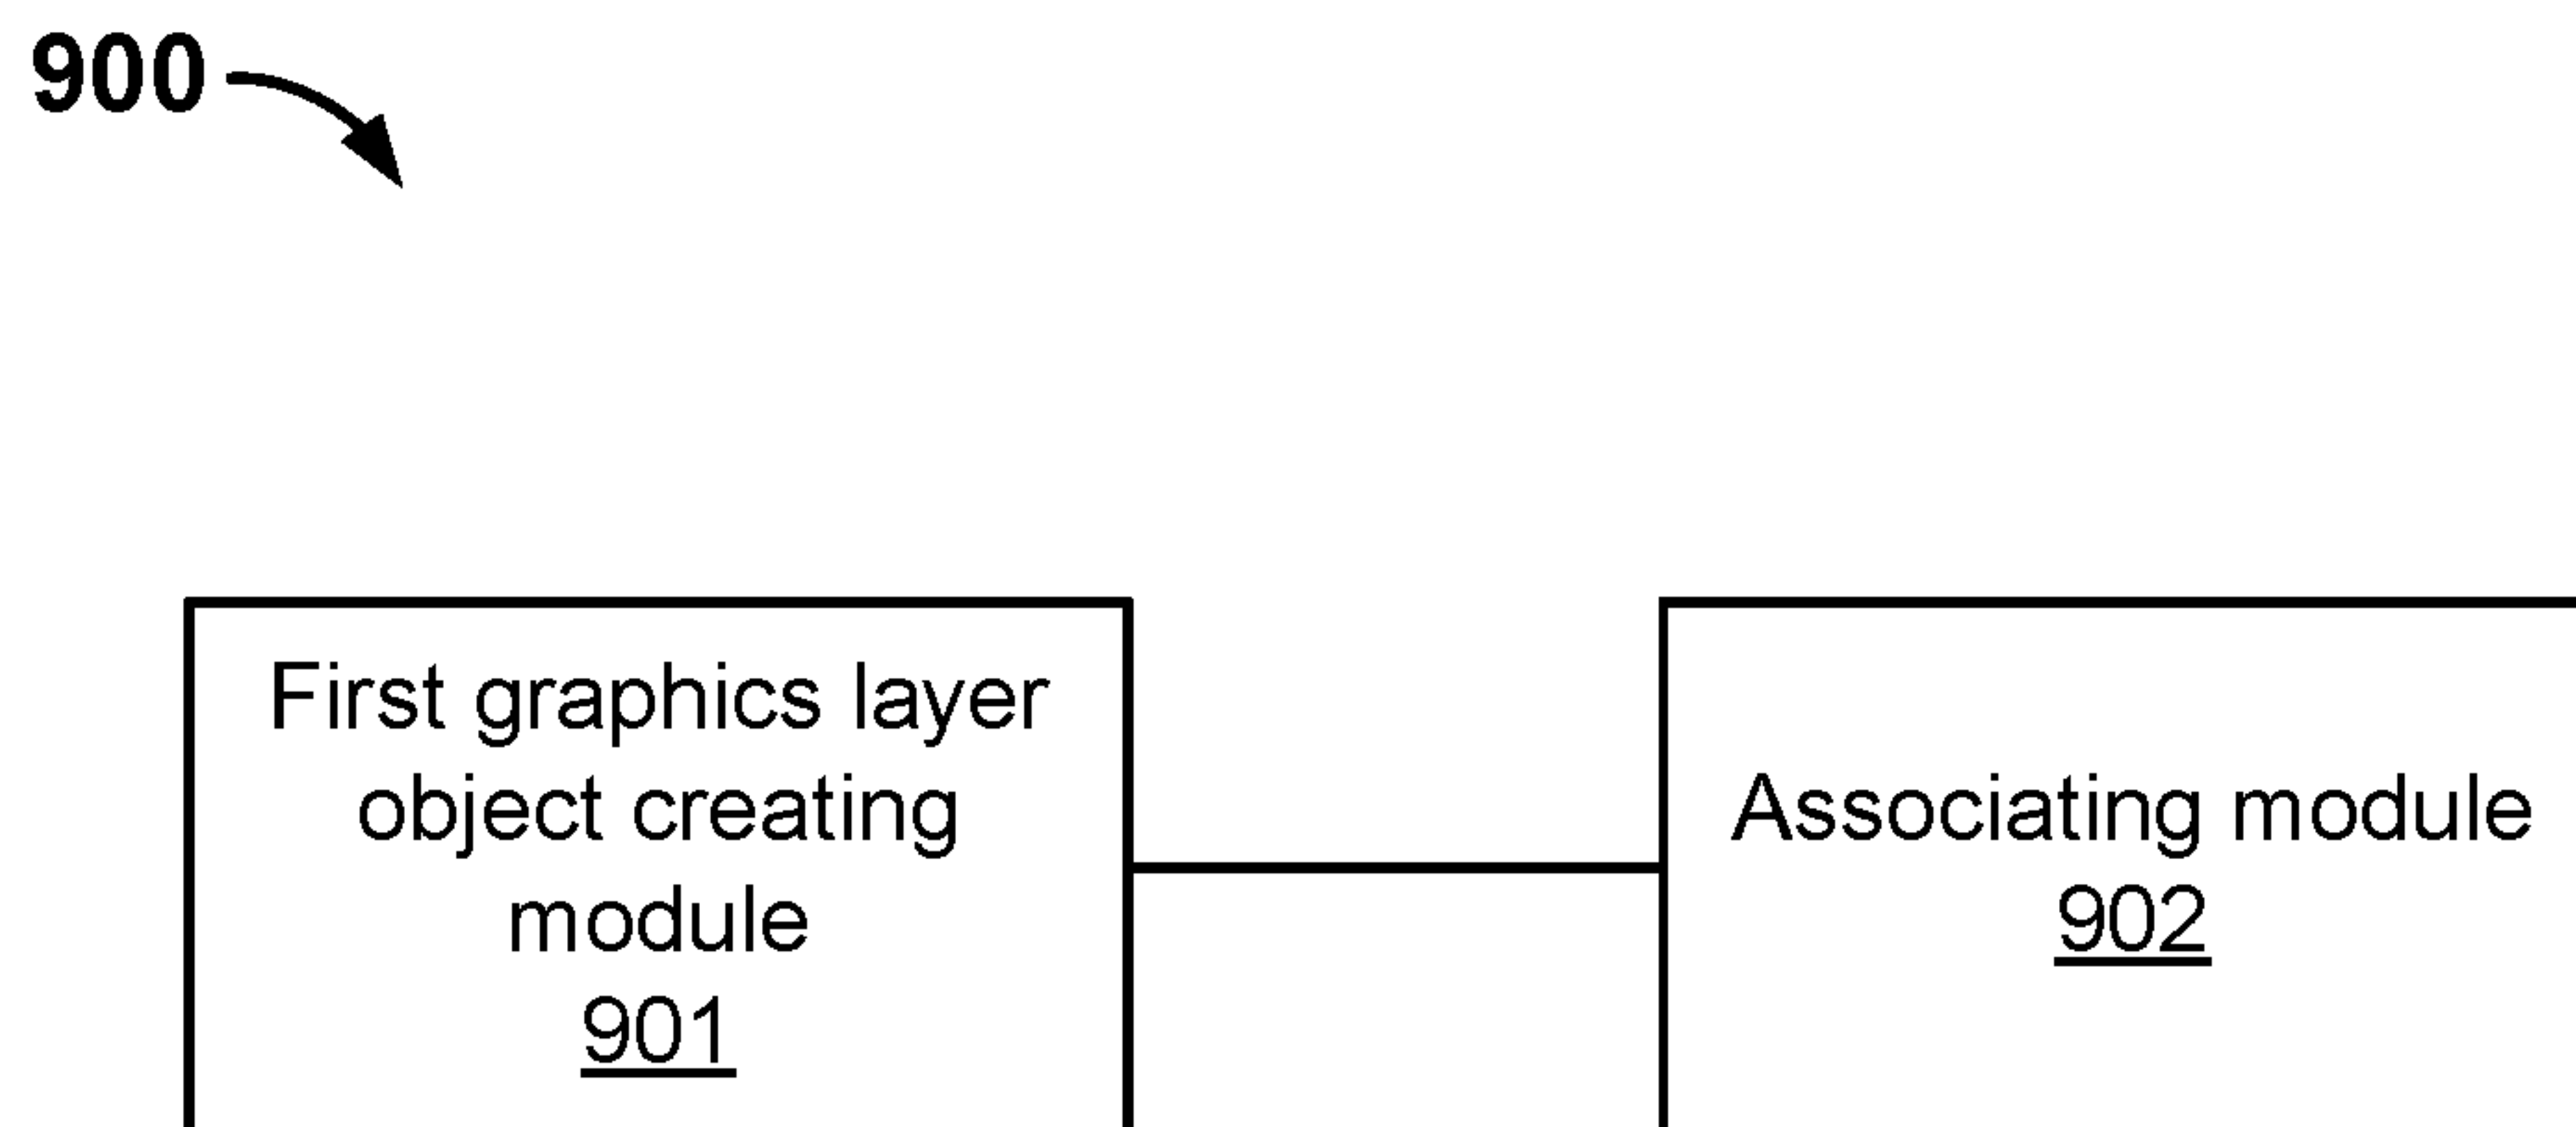 900
First graphics layer
object creating
module
901
Associating module
902